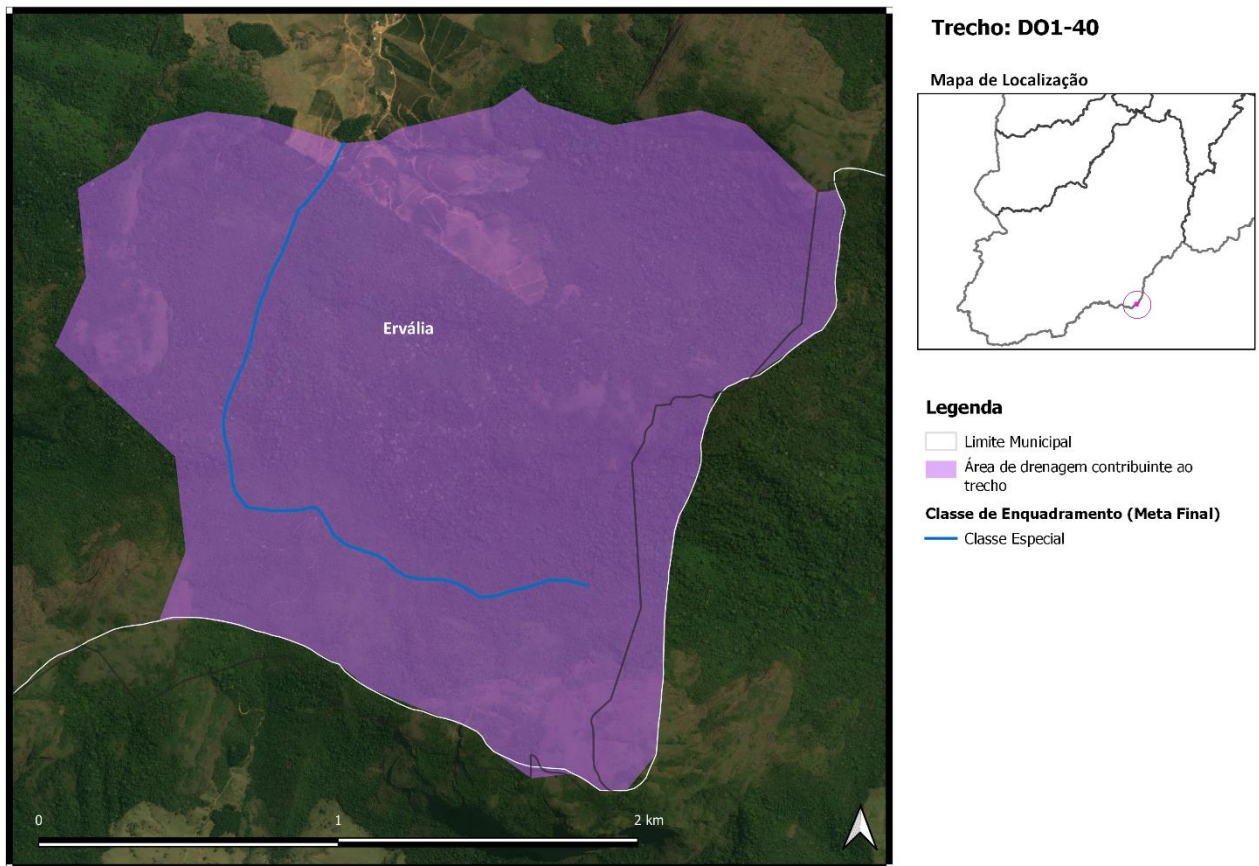 Trecho: DO1-40
Mapa de Localização
Ervália
Legenda
Limite Municipal
Área de drenagem contribuinte ao
trecho
Classe de Enquadramento (Meta Final)
Classe Especial
0
1
2 km